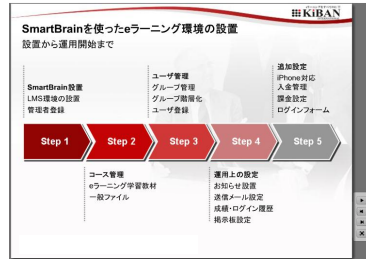 KiBAN
SmartBrainを使ったeラーニング環境の設置
設置から運用開始まで
SmartBrain設置
LMS環境の設置
管理者登録
ユーザ管理
グループ管理
グループ階層化
ユーザ登録
追加設定
iPhone対応
入金管理
課金設定
ログインフォーム
Step 1
Step 2
Step 3
Step 4
Step 5
コース管理
eラーニング学習教材
一般ファイル
運用上の設定
お知らせ設置
送信メール設定
成績・ログイン履歴
掲示板設定